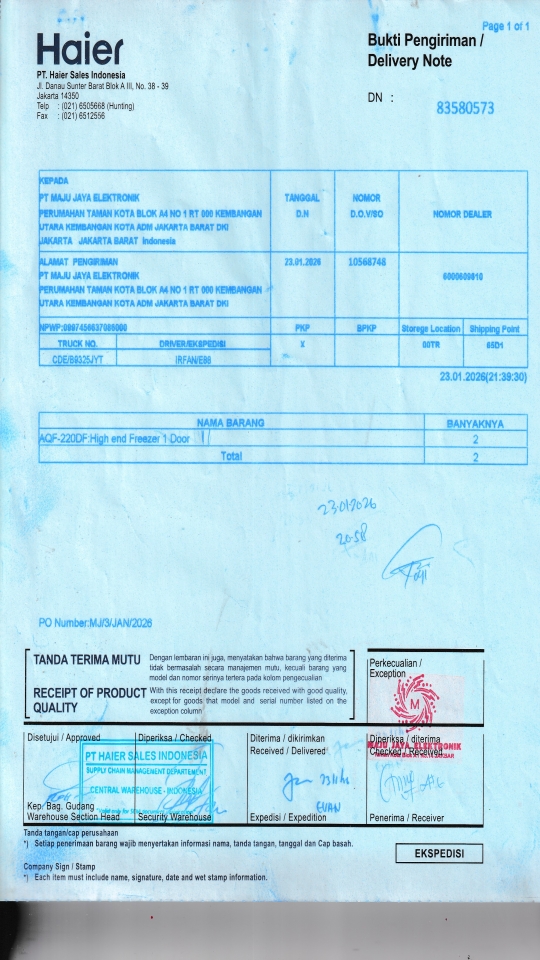 Page 1 of 1
Haier
Bukti Pengiriman /
Delivery Note
PT. Haier Sales Indonesia
Jl. Danau Sunter Barat Blok A III, No. 38 - 39
Jakarta 14350
Telp : (021) 6505668 (Hunting)
Fax : (021) 6512556
DN : 83580573
KEPADA
PT MAJU JAYA ELEKTRONIK
PERUMAHAN TAMAN KOTA BLOK A4 NO 1 RT 000 KEMBANGAN
UTARA KEMBANGAN KOTA ADM JAKARTA BARAT DKI
JAKARTA JAKARTA BARAT Indonesia
TANGGAL
D.N
NOMOR
D.O./SO
NOMOR DEALER
ALAMAT PENGIRIMAN
PT MAJU JAYA ELEKTRONIK
PERUMAHAN TAMAN KOTA BLOK A4 NO 1 RT 000 KEMBANGAN
UTARA KEMBANGAN KOTA ADM JAKARTA BARAT DKI
23.01.2026
10568748
PKP BPKP Storege Location Shipping Point
TRUCK NO. DRIVER/EKSPEDISI X 00TR 65D1
CDE/B9325JYT IRFAN/E86
23.01.2026(21:39:30)
NAMA BARANG BANYAKNYA
AQF-220DF:High end Freezer 1 Door 2
Total 2
23-01-2026
20.58
PO Number:MJ/3/JAN/2026
TANDA TERIMA MUTU
Dengan lembaran ini juga, menyatakan bahwa barang yang diterima
tidak bermasalah secara manajemen mutu, kecuali barang yang
model dan nomor serinya tertera pada kolom pengecualian
RECEIPT OF PRODUCT
QUALITY
With this receipt declare the goods received with good quality,
except for goods that model and serial number listed on the
exception column
Perkecualian /
Exception
M
MAJU JAYA ELEKTRONIK
Disetujui / Approved
Diperiksa / Checked
Diterima / dikirimkan
Received / Delivered
Diperiksa / diterima
Checked / Received
PT HAIER SALES INDONESIA
SUPPLY CHAIN MANAGEMENT DEPARTEMENT
CENTRAL WAREHOUSE - INDONESIA
EVAN
Kep. Bag. Gudang
Warehouse Section Head
Security Warehouse
Expedisi / Expedition
Penerima / Receiver
Tanda tangan/cap perusahaan
*) Setiap penerimaan barang wajib menyertakan informasi nama, tanda tangan, tanggal dan Cap basah.
EKSPEDISI
Company Sign / Stamp
*) Each item must include name, signature, date and wet stamp information.